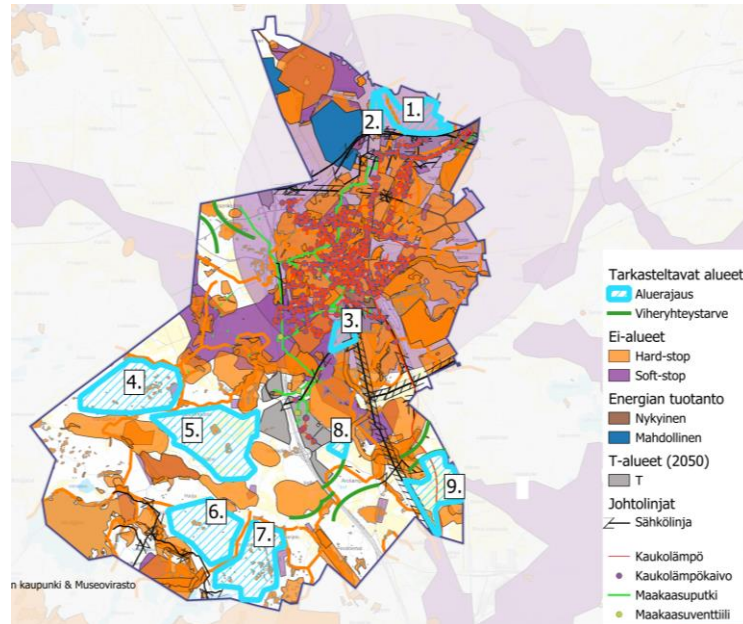 1.
2.
3.
4.
5.
8.
9.
6.
7.
Tarkasteltavat alueet
Aluerajaus
Viheryhteystarve
Ei-alueet
Hard-stop
Soft-stop
Energian tuotanto
Nykyinen
Mahdollinen
T-alueet (2050)
T
Johtolinjat
Sähkölinja
Kaukolämpö
Kaukolämpökaivo
Maakaasuputki
Maakaasuventtiili
n kaupunki & Museovirasto